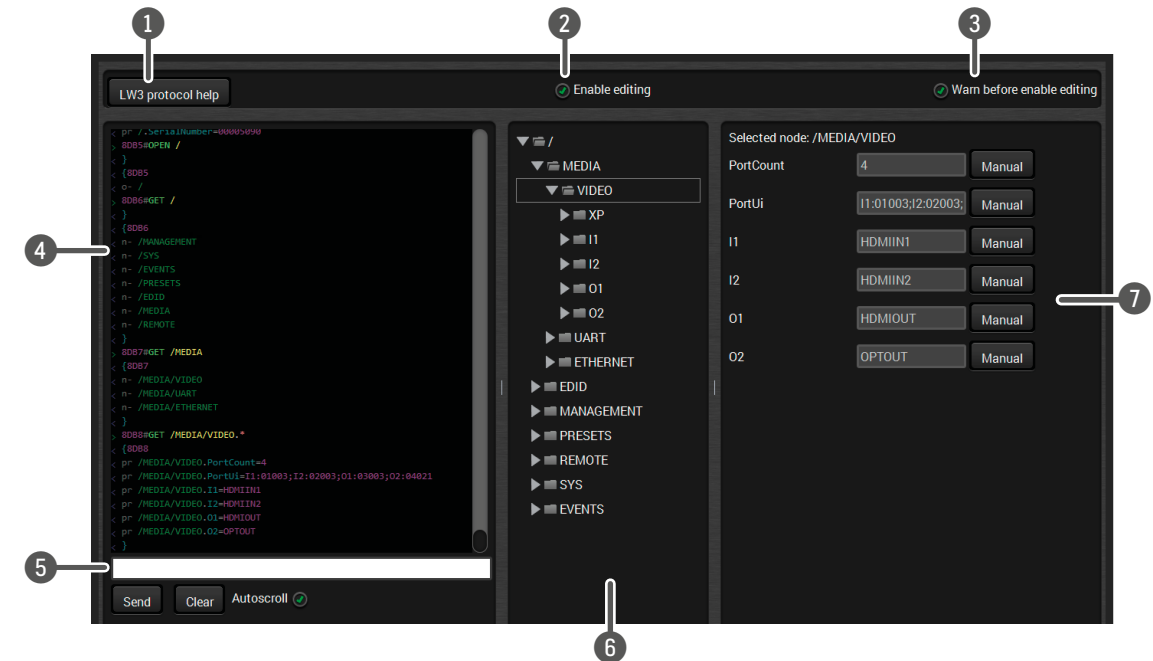 1
2
3
LW3 protocol help
Enable editing
Warn before enable editing
< pr /.SerialNumber=00005090
> 8DB5#OPEN /
< }
< {8DB5
< o- /
> 8DB6#GET /
< }
< {8DB6
< n- /MANAGEMENT
< n- /SYS
< n- /EVENTS
< n- /PRESETS
< n- /EDID
< n- /MEDIA
< n- /REMOTE
< }
> 8DB7#GET /MEDIA
< {8DB7
< n- /MEDIA/VIDEO
< n- /MEDIA/UART
< n- /MEDIA/ETHERNET
< }
> 8DB8#GET /MEDIA/VIDEO.*
< {8DB8
< pr /MEDIA/VIDEO.PortCount=4
< pr /MEDIA/VIDEO.PortUi=I1:01003;I2:02003;O1:03003;O2:04021
< pr /MEDIA/VIDEO.I1=HDMIIN1
< pr /MEDIA/VIDEO.I2=HDMIIN2
< pr /MEDIA/VIDEO.O1=HDMIOUT
< pr /MEDIA/VIDEO.O2=OPTOUT
< }
4
5
Send
Clear
Autoscroll
/
MEDIA
VIDEO
XP
I1
I2
O1
O2
UART
ETHERNET
EDID
MANAGEMENT
PRESETS
REMOTE
SYS
EVENTS
6
Selected node: /MEDIA/VIDEO
PortCount 4 Manual
PortUi I1:01003;I2:02003; Manual
I1 HDMIIN1 Manual
I2 HDMIIN2 Manual
O1 HDMIOUT Manual
O2 OPTOUT Manual
7